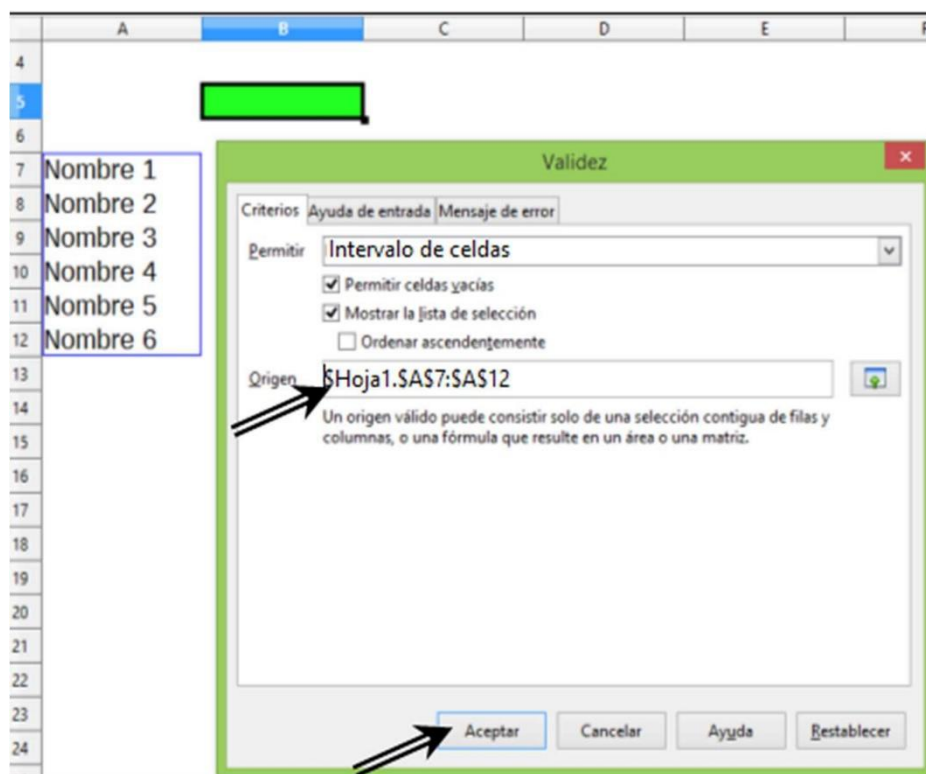 A B C D E F
4
5
6
7 Nombre 1
8 Nombre 2
9 Nombre 3
10 Nombre 4
11 Nombre 5
12 Nombre 6
13
14
15
16
17
18
19
20
21
22
23
24
Validez
Criterios Ayuda de entrada Mensaje de error
Permitir Intervalo de celdas
Permitir celdas vacías
Mostrar la lista de selección
Ordenar ascendentemente
Origen $Hoja1.$A$7:$A$12
Un origen válido puede consistir solo de una selección contigua de filas y
columnas, o una fórmula que resulte en un área o una matriz.
Aceptar Cancelar Ayuda Restablecer